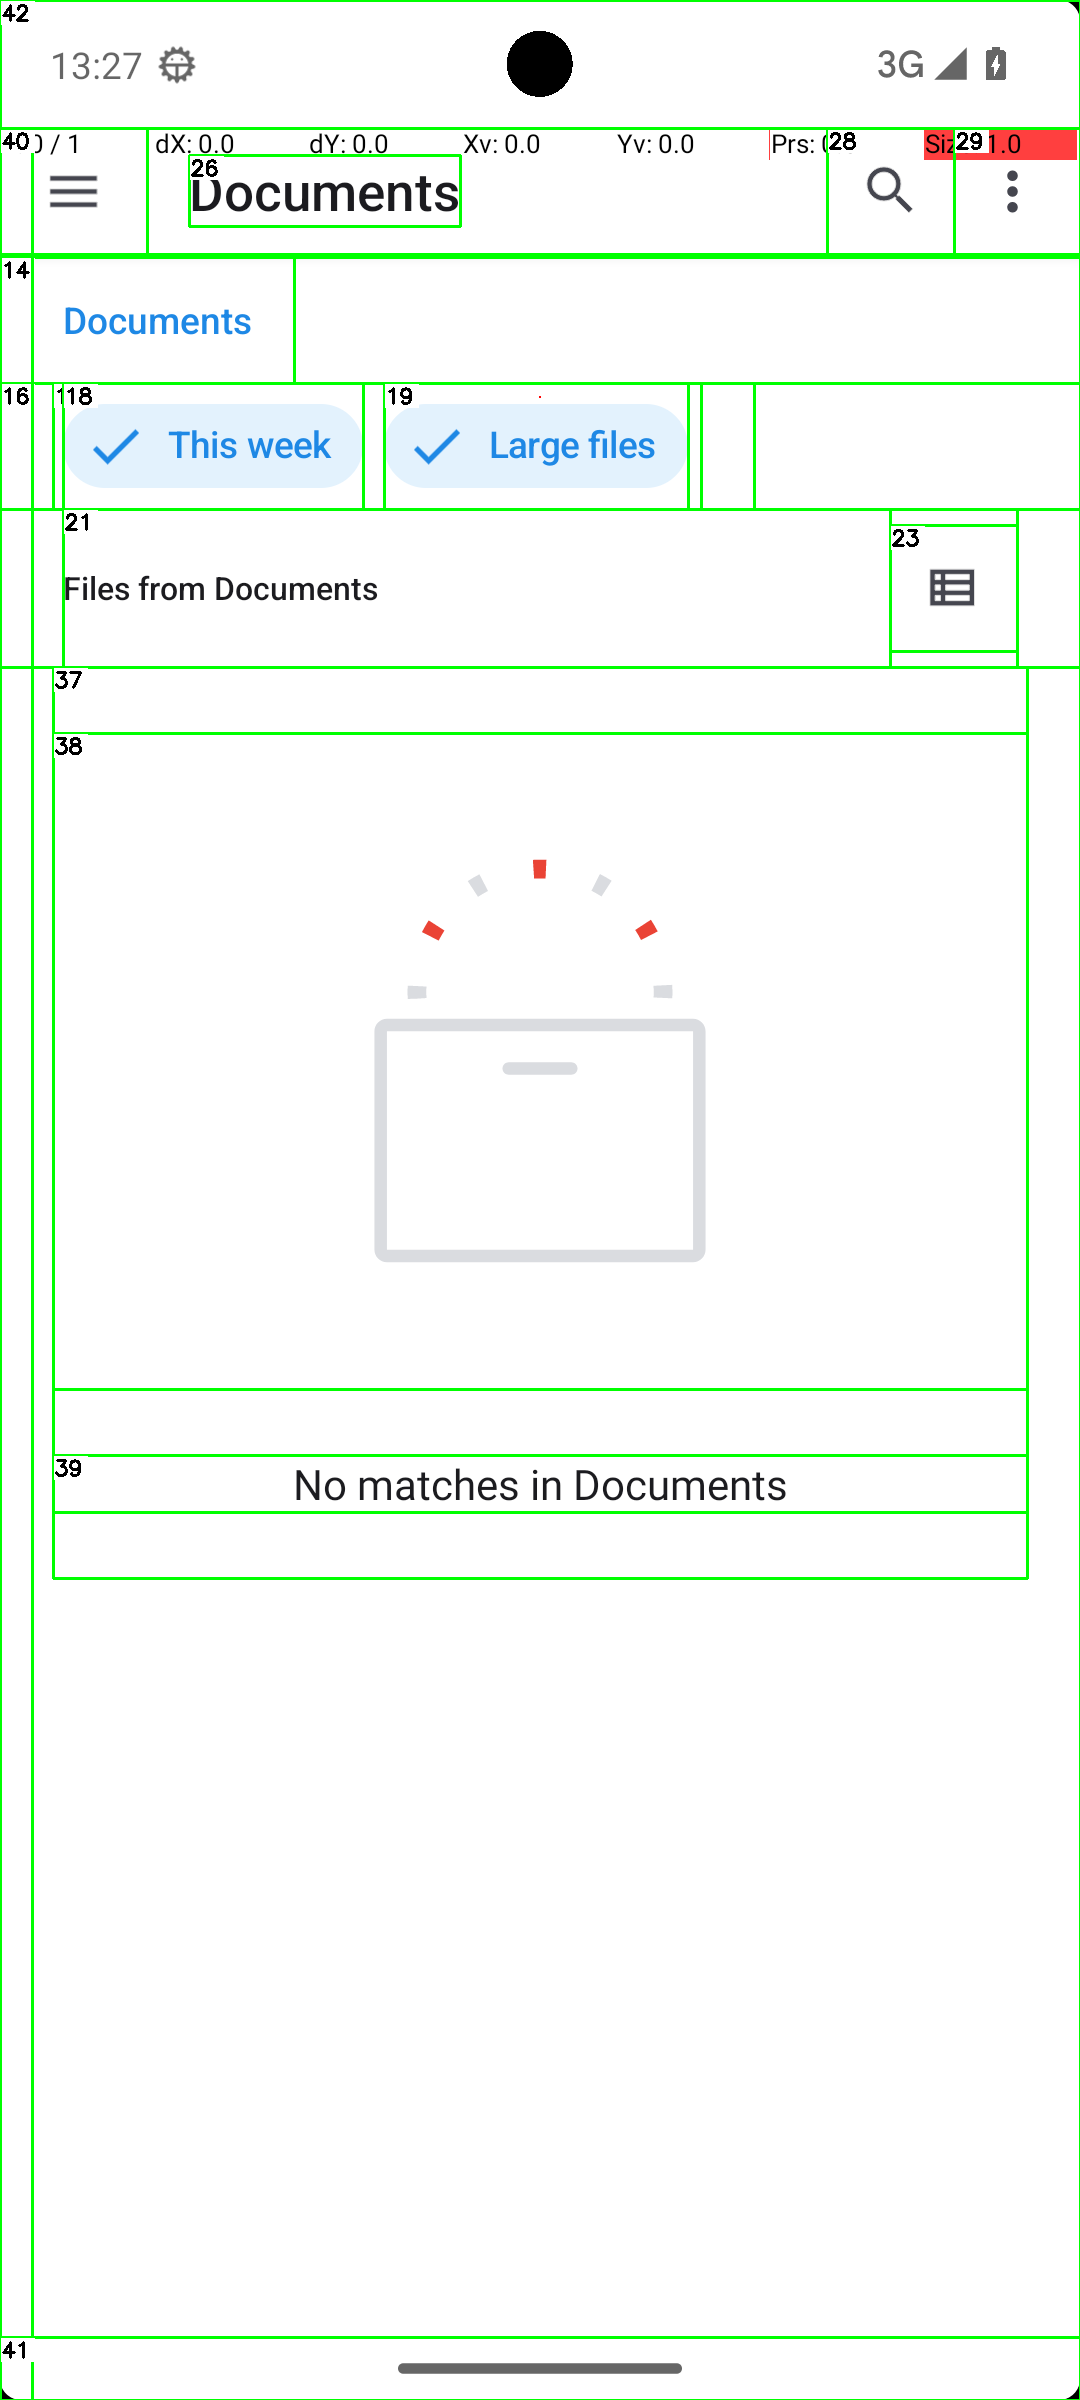 42
13:27 3G
40 0 / 1 dX: 0.0 dY: 0.0 Xv: 0.0 Yv: 0.0 Prs: 28 29 1.0
26
Documents
14
Documents
16 18 19
This week Large files
21
23
Files from Documents
37
38
39
No matches in Documents
41